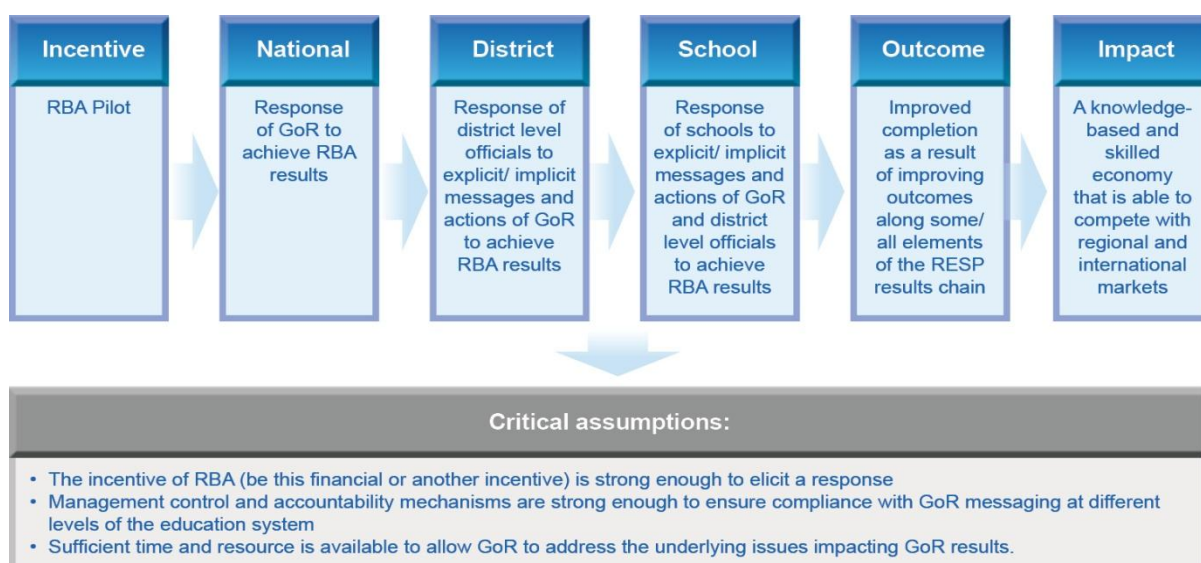 Incentive
RBA Pilot
National
Response
of GoR to
achieve RBA
results
District
Response of
district level
officials to
explicit/ implicit
messages and
actions of GoR
to achieve
RBA results
School
Response
of schools to
explicit/ implicit
messages and
actions of GoR
and district
level officials
to achieve
RBA results
Outcome
Improved
completion
as a result
of improving
outcomes
along some/
all elements
of the RESP
results chain
Impact
A knowledge-
based and
skilled
economy
that is able to
compete with
regional and
international
markets
Critical assumptions:
• The incentive of RBA (be this financial or another incentive) is strong enough to elicit a response
• Management control and accountability mechanisms are strong enough to ensure compliance with GoR messaging at different
levels of the education system
• Sufficient time and resource is available to allow GoR to address the underlying issues impacting GoR results.